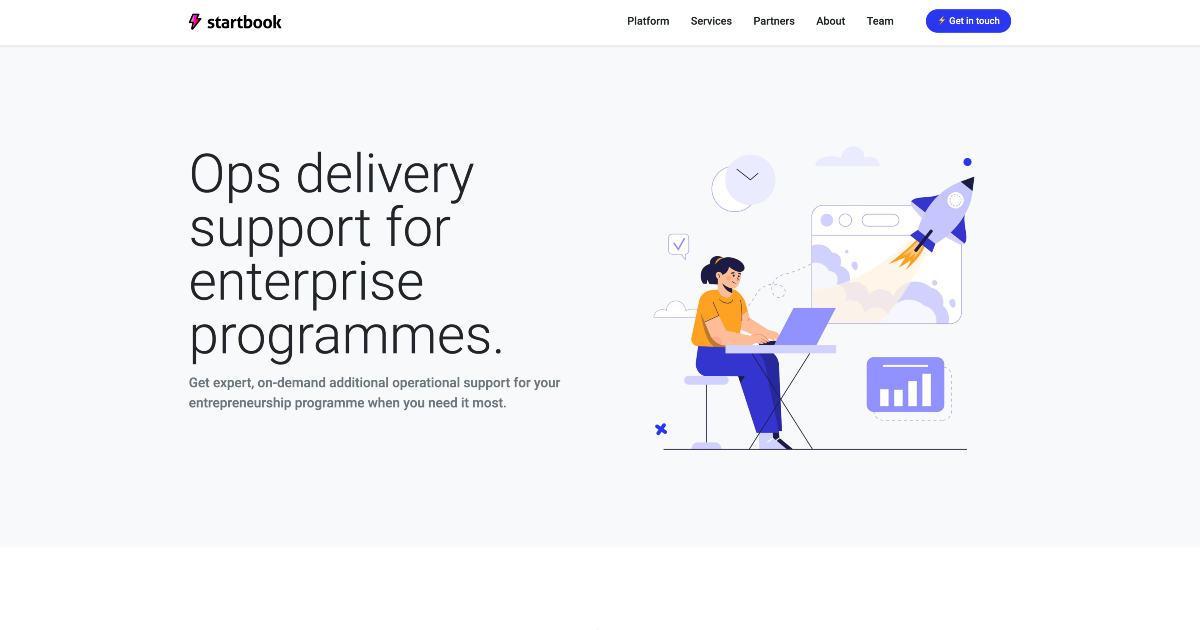 startbook
Platform Services Partners About Team ⚡ Get in touch
Ops delivery
support for
enterprise
programmes.
Get expert, on-demand additional operational support for your
entrepreneurship programme when you need it most.